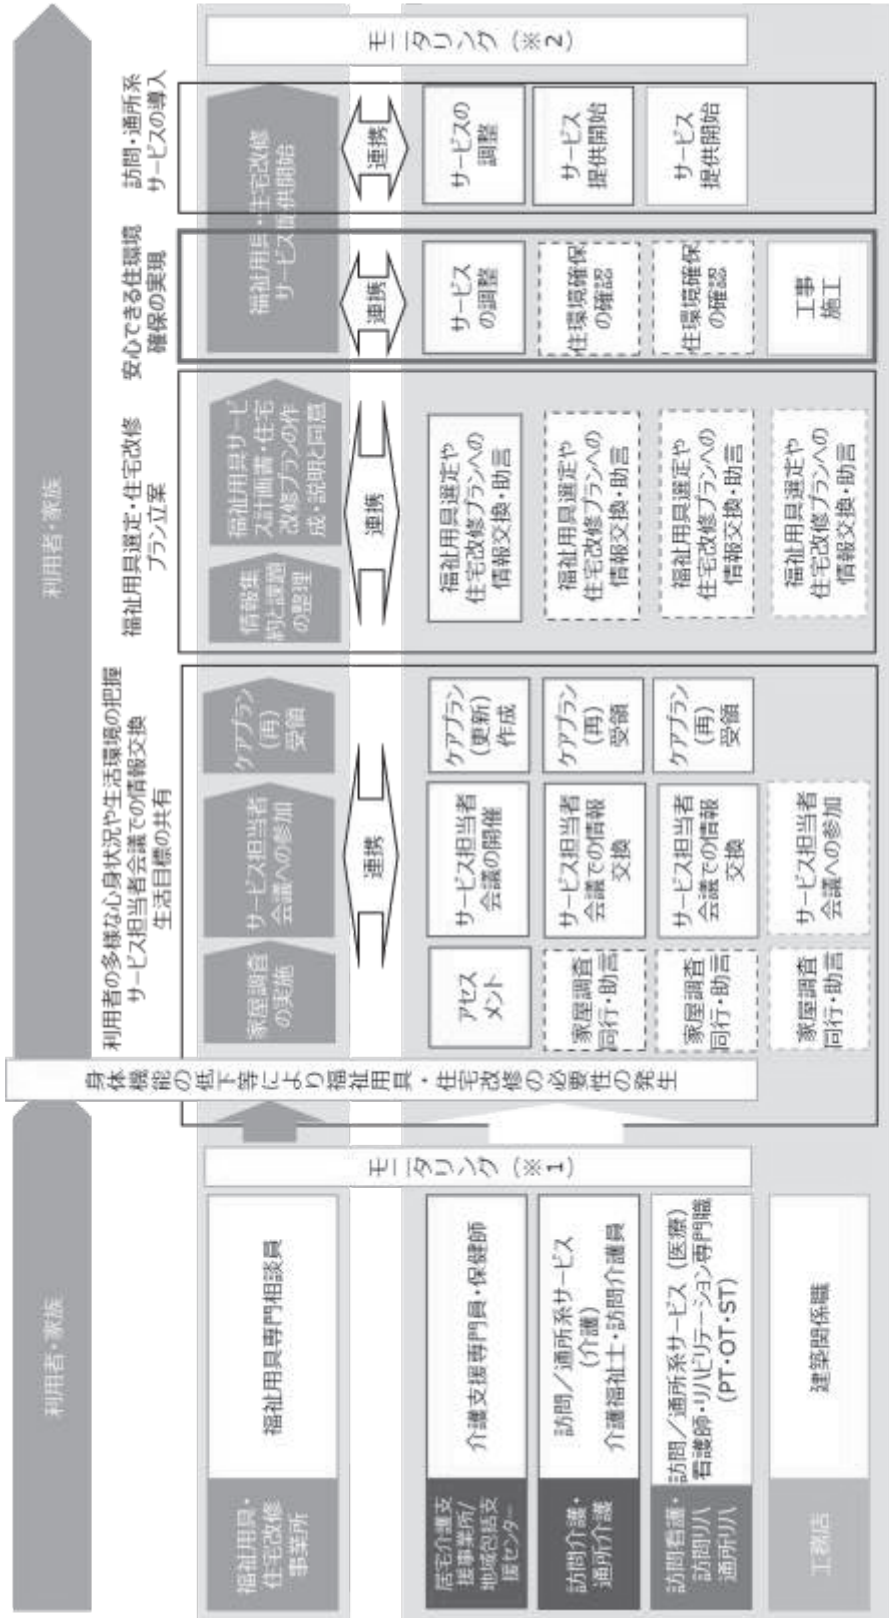 利用者・家族
利用者・家族
福祉用具・
住宅改修
事業所
福祉用具専門相談員
モニタリング（※１）
身体機能の低下等により福祉用具・住宅改修の必要性の発生
利用者の多様な心身状況や生活環境の把握
サービス担当者会議での情報交換
生活目標の共有
家屋調査
の実施
サービス担当者
会議への参加
ケアプラン
（再）
受領
連携
福祉用具選定・住宅改修
プラン立案
情報集
約と課題
の整理
福祉用具サービ
ス計画書・住宅
改修プランの作
成・説明と同意
連携
安心できる住環境
確保の実現
訪問・通所系
サービスの導入
福祉用具・住宅改修
サービス提供開始
連携
連携
モニタリング（※２）
居宅介護支
援事業所/
地域包括支
援センター
介護支援専門員・保健師
アセス
メント
サービス担当者
会議の開催
ケアプラン
（更新）
作成
福祉用具選定や
住宅改修プランへの
情報交換・助言
サービス
の調整
サービスの
調整
訪問介護・
通所介護
訪問／通所系サービス
（介護）
介護福祉士・訪問介護員
家屋調査
同行・助言
サービス担当者
会議での情報
交換
ケアプラン
（再）
受領
福祉用具選定や
住宅改修プランへの
情報交換・助言
住環境確保
の確認
サービス
提供開始
訪問看護・
訪問リハ
通所リハ
訪問／通所系サービス（医療）
看護師・リハビリテーション専門職
（PT・OT・ST）
家屋調査
同行・助言
サービス担当者
会議での情報
交換
ケアプラン
（再）
受領
福祉用具選定や
住宅改修プランへの
情報交換・助言
住環境確保
の確認
サービス
提供開始
工務店
建築関係職
家屋調査
同行・助言
サービス担当者
会議への参加
福祉用具選定や
住宅改修プランへの
情報交換・助言
工事
施工